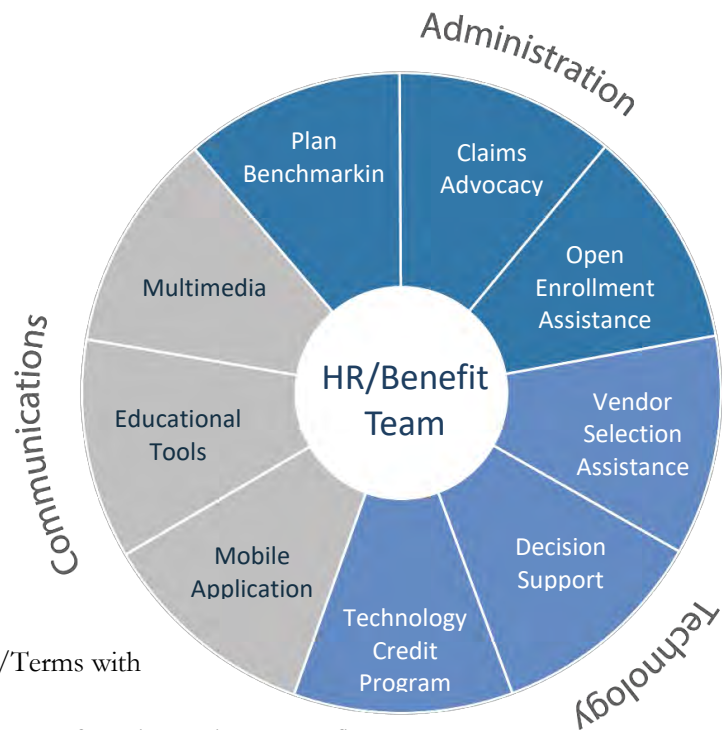 Administration
Plan
Benchmarkin
Claims
Advocacy
Open
Enrollment
Assistance
Multimedia
HR/Benefit
Team
Vendor
Selection
Assistance
Communications
Educational
Tools
Decision
Support
Mobile
Application
Technology
Credit
Program
Technology
/Terms with